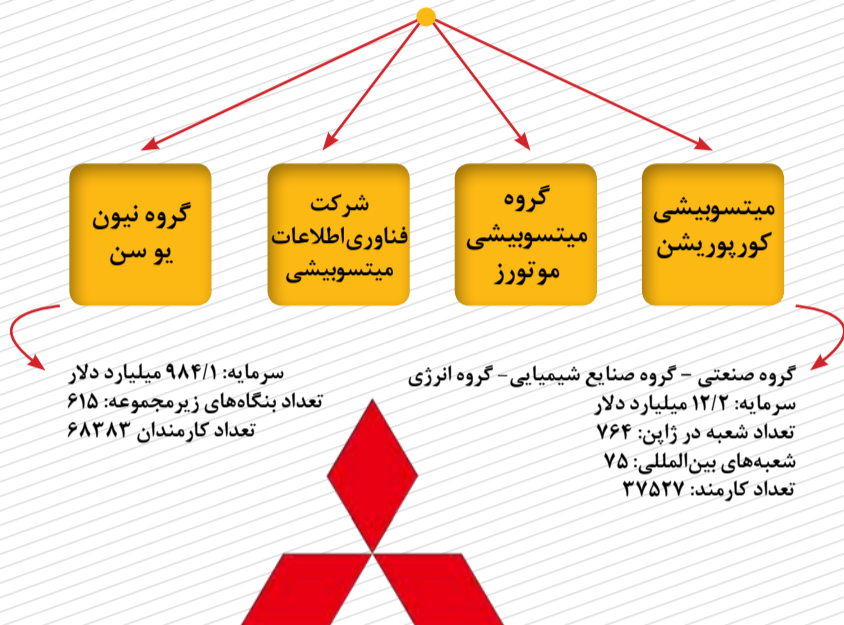 میتسوبیشی
کورپوریشن
گروه
میتسوبیشی
موتورز
شرکت
فناوری‌اطلاعات
میتسوبیشی
گروه نیون
یو سن
گروه صنعتی - گروه صنایع شیمیایی- گروه انرژی
سرمایه: ۱۲/۲ میلیارد دلار
تعداد شعبه در ژاپن: ۷۶۴
شعبه‌های بین‌المللی: ۷۵
تعداد کارمند: ۳۷۵۲۷
سرمایه: ۹۸۴/۱ میلیارد دلار
تعداد بنگاه‌های زیرمجموعه: ۶۱۵
تعداد کارمندان ۶۸۳۸۳